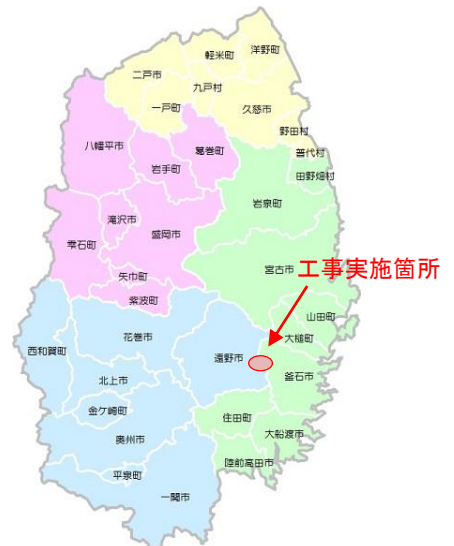 洋野町
軽米町
二戸市
九戸村
一戸町
久慈市
野田村
八幡平市
葛巻町
普代村
岩手町
田野畑村
岩泉町
滝沢市
盛岡市
雫石町
宮古市
工事実施箇所
矢巾町
紫波町
山田町
花巻市
大槌町
西和賀町
遠野市
釜石市
北上市
金ケ崎町
住田町
大船渡市
奥州市
陸前高田市
平泉町
一関市